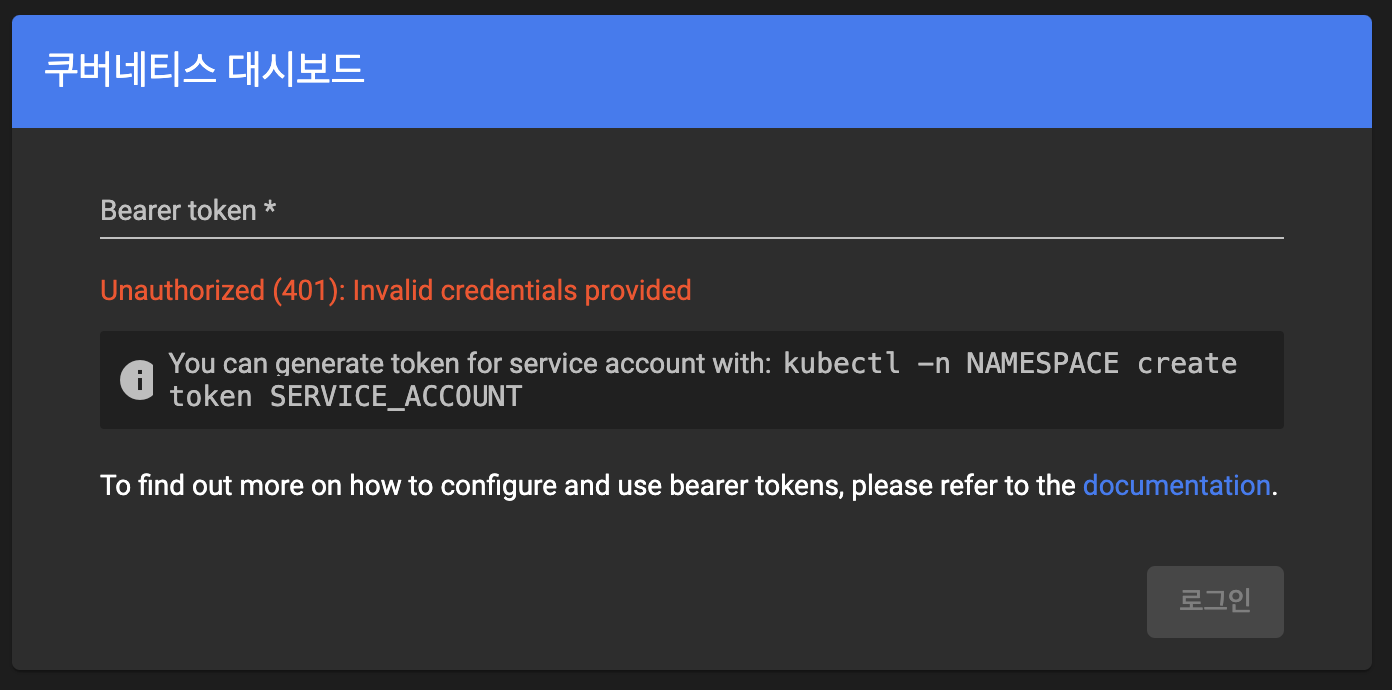 쿠버네티스 대시보드
Bearer token *
Unauthorized (401): Invalid credentials provided
You can generate token for service account with: kubectl -n NAMESPACE create
token SERVICE_ACCOUNT
To find out more on how to configure and use bearer tokens, please refer to the documentation.
로그인